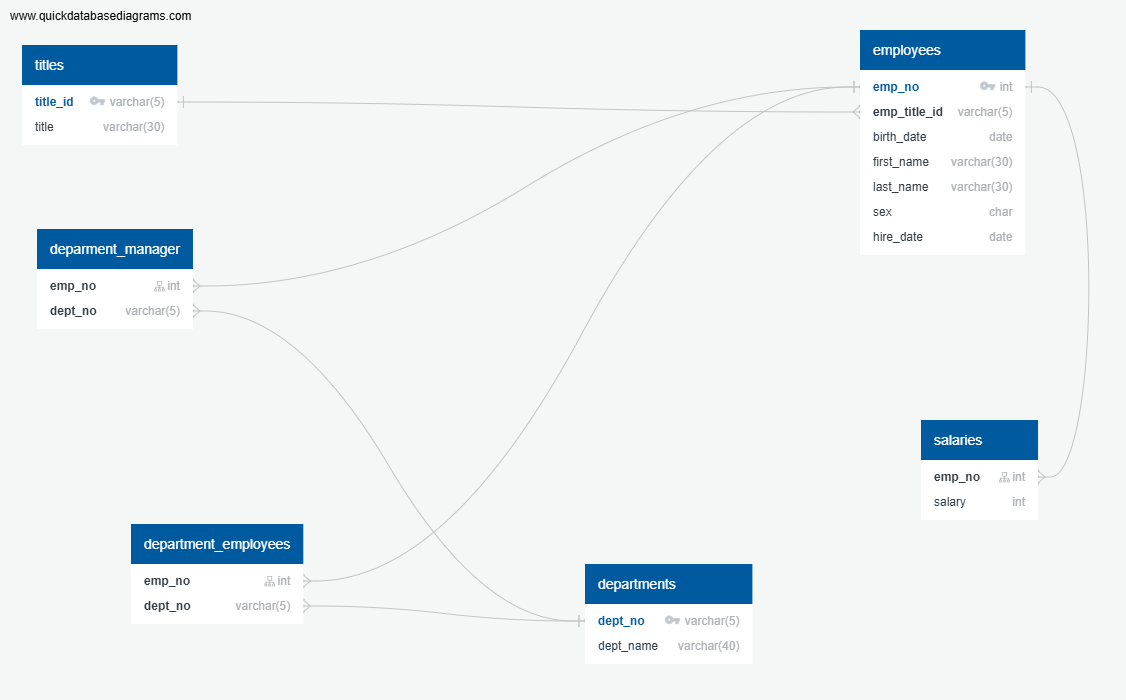 www.quickdatabasediagrams.com
titles
title_id varchar(5)
title varchar(30)
employees
emp_no int
emp_title_id varchar(5)
birth_date date
first_name varchar(30)
last_name varchar(30)
sex char
hire_date date
deparment_manager
emp_no int
dept_no varchar(5)
salaries
emp_no int
salary int
department_employees
emp_no int
dept_no varchar(5)
departments
dept_no varchar(5)
dept_name varchar(40)